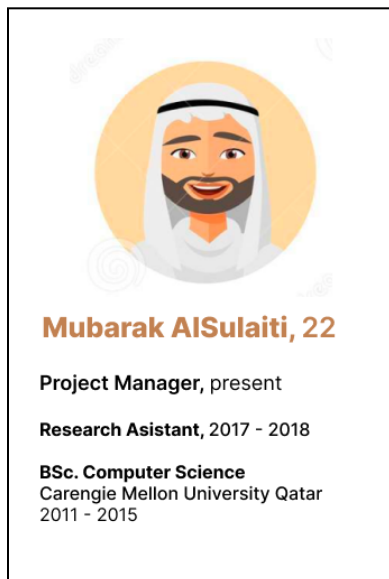 Mubarak AlSulaiti, 22
Project Manager, present
Research Asistant, 2017 - 2018
BSc. Computer Science
Carengie Mellon University Qatar
2011 - 2015